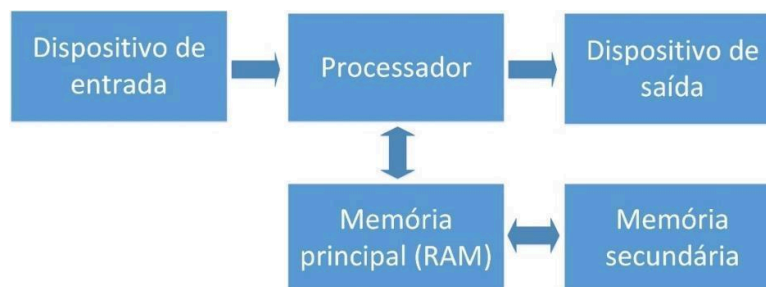 Dispositivo de
entrada
Processador
Dispositivo de
saída
Memória
principal (RAM)
Memória
secundária